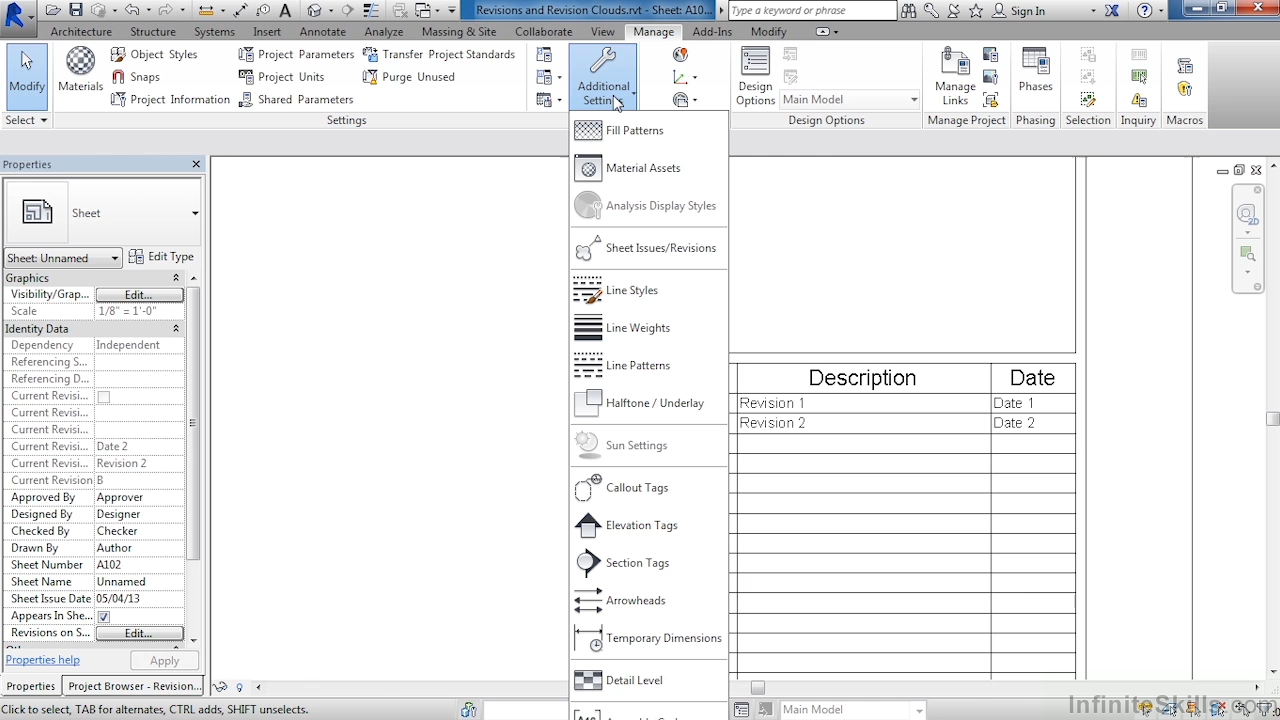 Revisions and Revision Clouds.rvt - Sheet: A10...
Type a keyword or phrase
Sign In
Architecture Structure Systems Insert Annotate Analyze Massing & Site Collaborate View Manage Add-Ins Modify
Modify
Materials
Object Styles
Snaps
Project Information
Project Parameters
Project Units
Shared Parameters
Transfer Project Standards
Purge Unused
Additional
Settings
Design
Options
Main Model
Manage
Links
Phases
Select
Settings
Design Options
Manage Project
Phasing
Selection
Inquiry
Macros
Properties
Sheet
Sheet: Unnamed
Edit Type
Graphics
Visibility/Grap... Edit...
Scale 1/8" = 1'-0"
Identity Data
Dependency Independent
Referencing S...
Referencing D...
Current Revisi...
Current Revisi...
Current Revisi...
Current Revisi... Date 2
Current Revisi... Revision 2
Current Revision B
Approved By Approver
Designed By Designer
Checked By Checker
Drawn By Author
Sheet Number A102
Sheet Name Unnamed
Sheet Issue Date 05/04/13
Appears In She...
Revisions on S... Edit...
Properties help
Apply
Properties
Project Browser - Revision...
Click to select, TAB for alternates, CTRL adds, SHIFT unselects.
Fill Patterns
Material Assets
Analysis Display Styles
Sheet Issues/Revisions
Line Styles
Line Weights
Line Patterns
Halftone / Underlay
Sun Settings
Callout Tags
Elevation Tags
Section Tags
Arrowheads
Temporary Dimensions
Detail Level
Description Date
Revision 1 Date 1
Revision 2 Date 2
2D
Main Model
InfiniteSkills.com